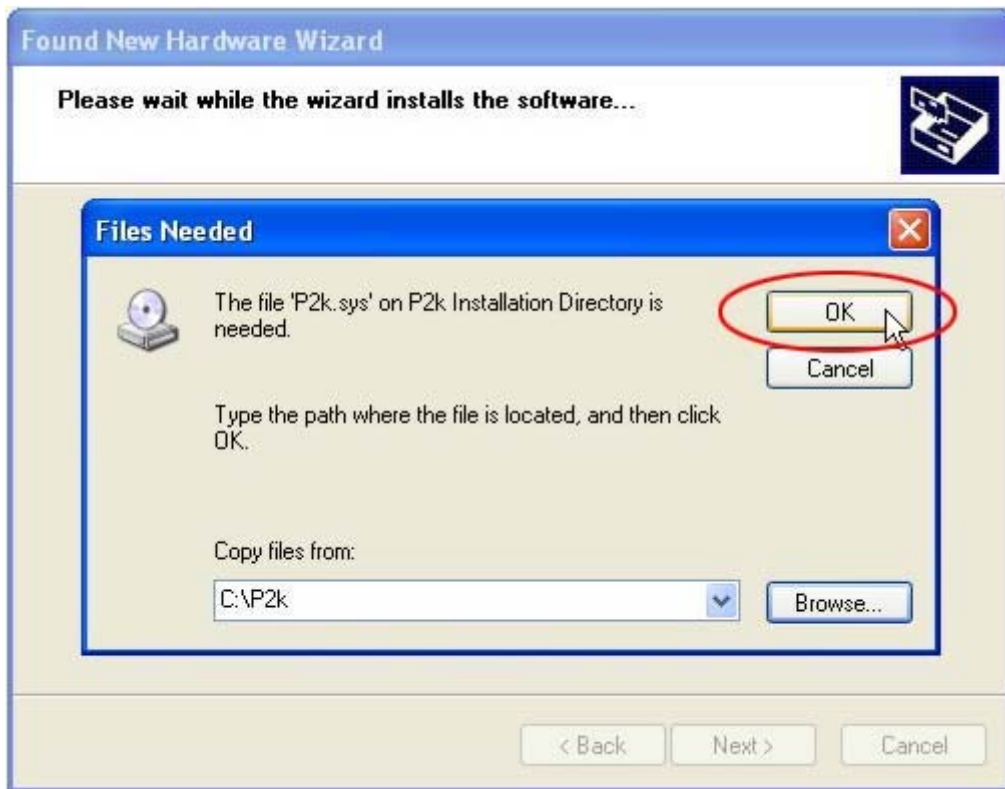 Found New Hardware Wizard
Please wait while the wizard installs the software...
Files Needed
The file 'P2k.sys' on P2k Installation Directory is
needed.
OK
Cancel
Type the path where the file is located, and then click
OK.
Copy files from:
C:\P2k
Browse...
< Back
Next >
Cancel